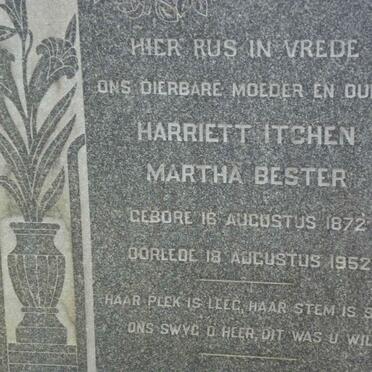 HIER RUS IN VREDE
ONS DIERBARE MOEDER EN
HARRIETT ITCHEN
MARTHA BESTER
GEBORE 16 AUGUSTUS 1872
OORLEDE 18 AUGUSTUS 1952
HAAR PLEK IS LEEG, HAAR STEM IS
ONS SWYG O HEER, DIT WAS U WIL